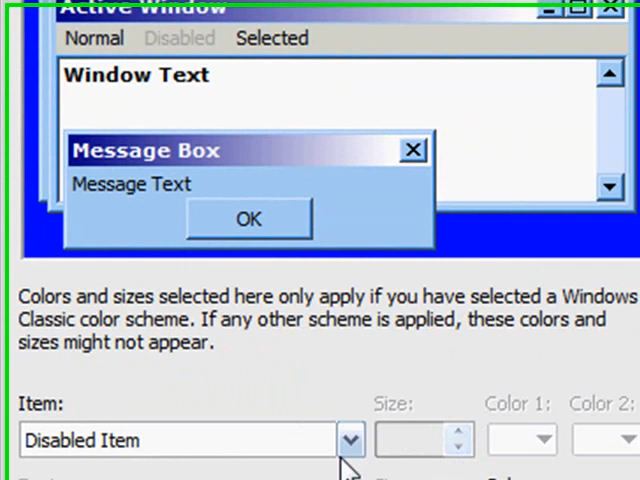 Active Window
Normal Disabled Selected
Window Text
Message Box
Message Text
OK
Colors and sizes selected here only apply if you have selected a Windows
Classic color scheme. If any other scheme is applied, these colors and
sizes might not appear.
Item: Size: Color 1: Color 2:
Disabled Item